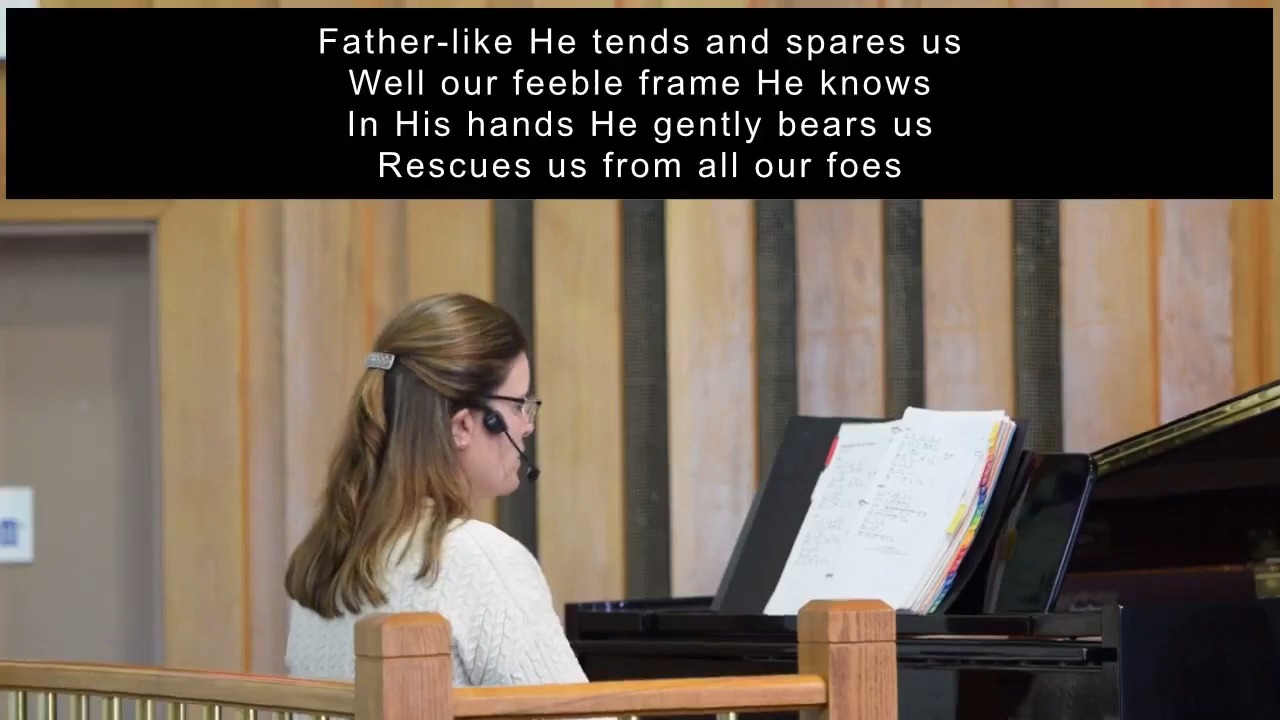 Father-like He tends and spares us
Well our feeble frame He knows
In His hands He gently bears us
Rescues us from all our foes